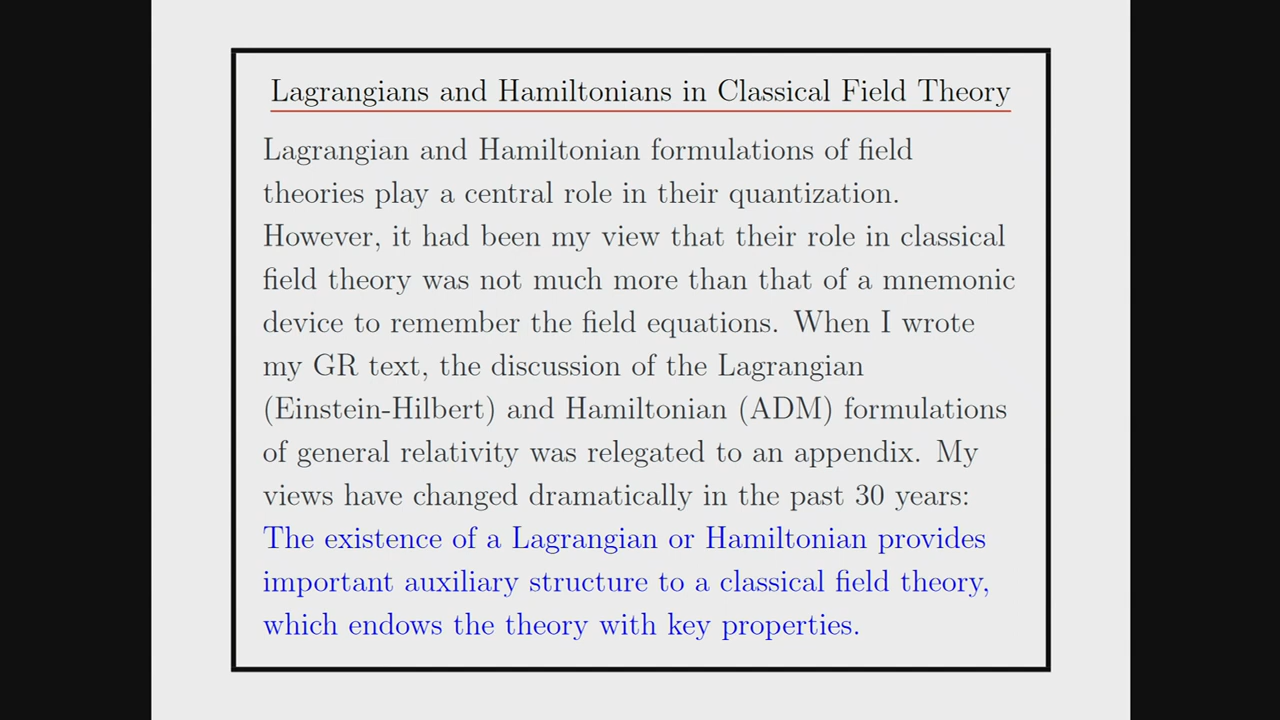 Lagrangians and Hamiltonians in Classical Field Theory
Lagrangian and Hamiltonian formulations of field
theories play a central role in their quantization.
However, it had been my view that their role in classical
field theory was not much more than that of a mnemonic
device to remember the field equations. When I wrote
my GR text, the discussion of the Lagrangian
(Einstein-Hilbert) and Hamiltonian (ADM) formulations
of general relativity was relegated to an appendix. My
views have changed dramatically in the past 30 years:
The existence of a Lagrangian or Hamiltonian provides
important auxiliary structure to a classical field theory,
which endows the theory with key properties.